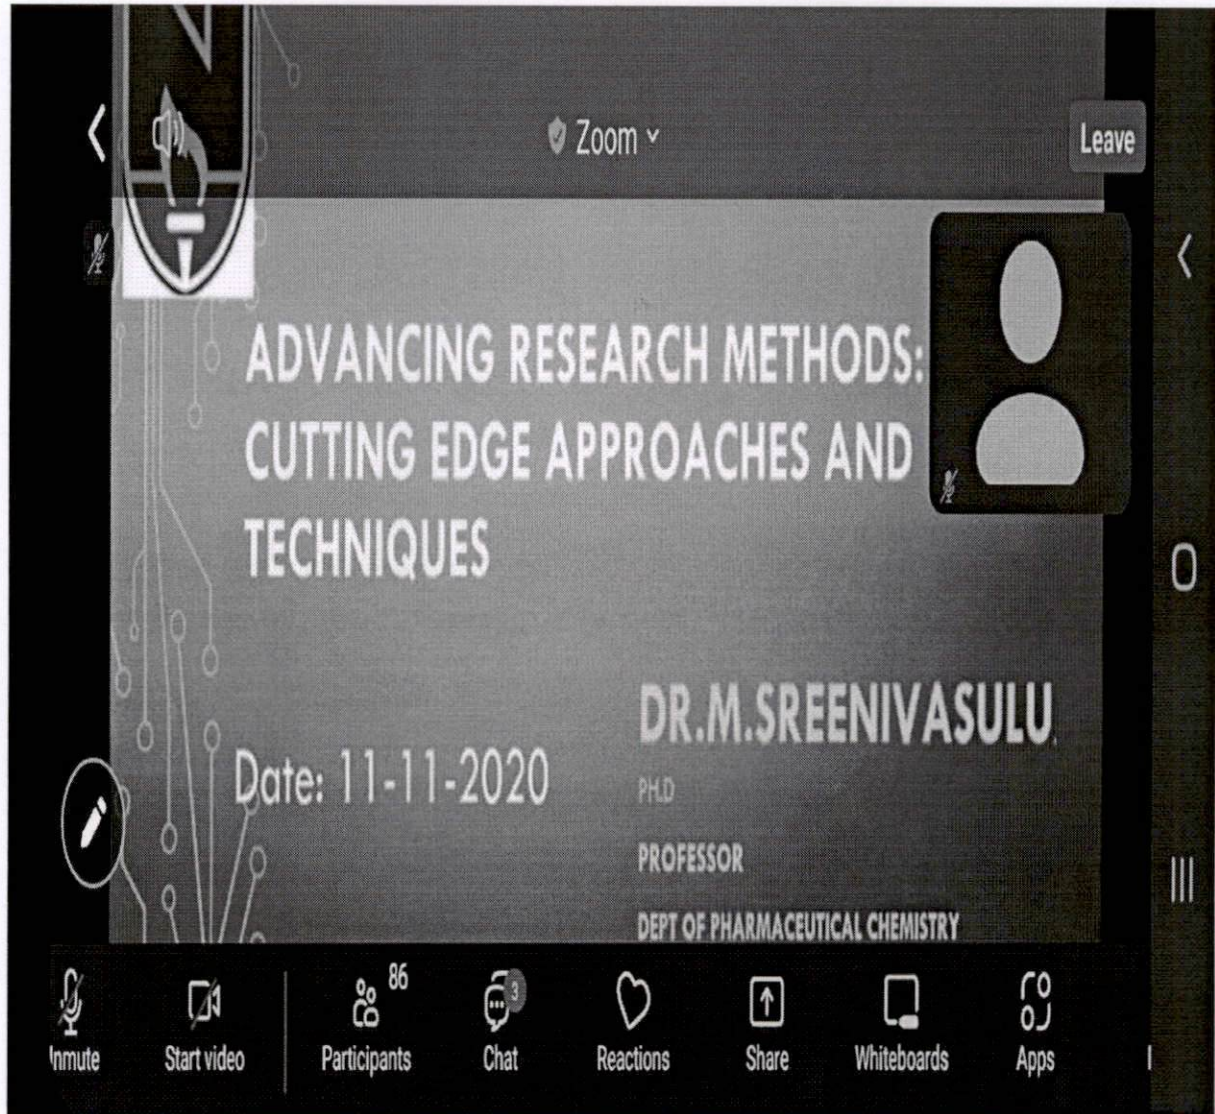 Zoom
Leave
ADVANCING RESEARCH METHODS:
CUTTING EDGE APPROACHES AND
TECHNIQUES
DR.M.SREENIVASULU
Date: 11-11-2020
PH.D
PROFESSOR
DEPT OF PHARMACEUTICAL CHEMISTRY
86
3
nmute
Start video
Participants
Chat
Reactions
Share
Whiteboards
Apps